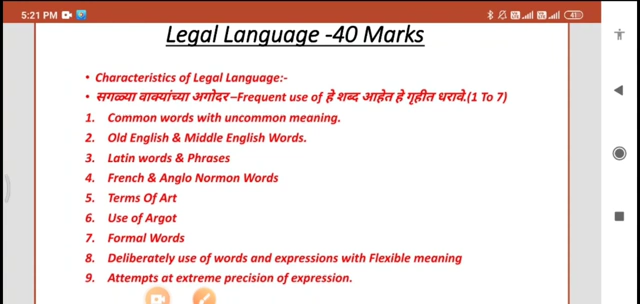 5:21 PM 41
Legal Language -40 Marks
• Characteristics of Legal Language:-
• सगळ्या वाक्यांच्या अगोदर –Frequent use of हे शब्द आहेत हे गृहीत धरावे.(1 To 7)
1. Common words with uncommon meaning.
2. Old English & Middle English Words.
3. Latin words & Phrases
4. French & Anglo Normon Words
5. Terms Of Art
6. Use of Argot
7. Formal Words
8. Deliberately use of words and expressions with Flexible meaning
9. Attempts at extreme precision of expression.